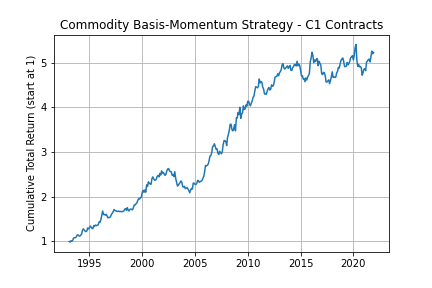 Commodity Basis-Momentum Strategy - C1 Contracts
Cumulative Total Return (start at 1)
5
4
3
2
1
1995 2000 2005 2010 2015 2020